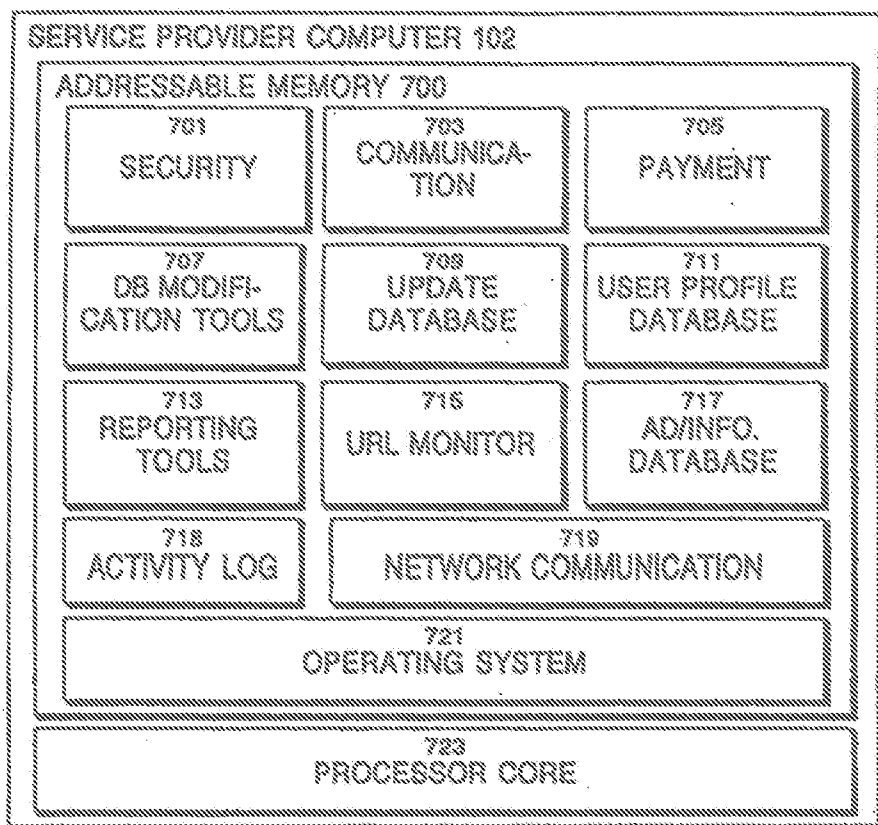 SERVICE PROVIDER COMPUTER 102
ADDRESSABLE MEMORY 700
701
SECURITY
703
COMMUNICA-
TION
705
PAYMENT
707
DB MODIFI-
CATION TOOLS
709
UPDATE
DATABASE
711
USER PROFILE
DATABASE
713
REPORTING
TOOLS
715
URL MONITOR
717
AD/INFO.
DATABASE
718
ACTIVITY LOG
719
NETWORK COMMUNICATION
721
OPERATING SYSTEM
723
PROCESSOR CORE